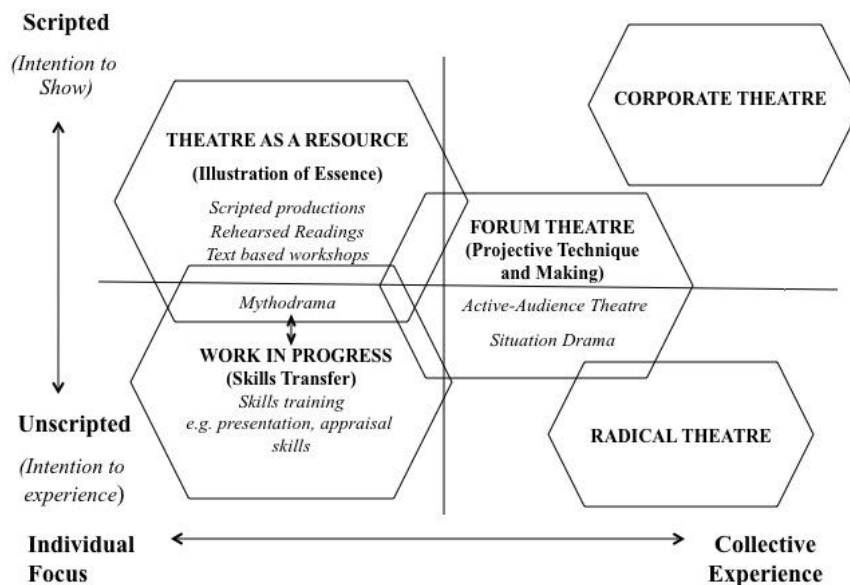 Scripted
(Intention to
Show)
THEATRE AS A RESOURCE
(Illustration of Essence)
Scripted productions
Rehearsed Readings
Text based workshops
CORPORATE THEATRE
FORUM THEATRE
(Projective Technique
and Making)
Active-Audience Theatre
Situation Drama
Mythodrama
WORK IN PROGRESS
(Skills Transfer)
Skills training
e.g. presentation, appraisal
skills
RADICAL THEATRE
Unscripted
(Intention to
experience)
Individual
Focus
Collective
Experience